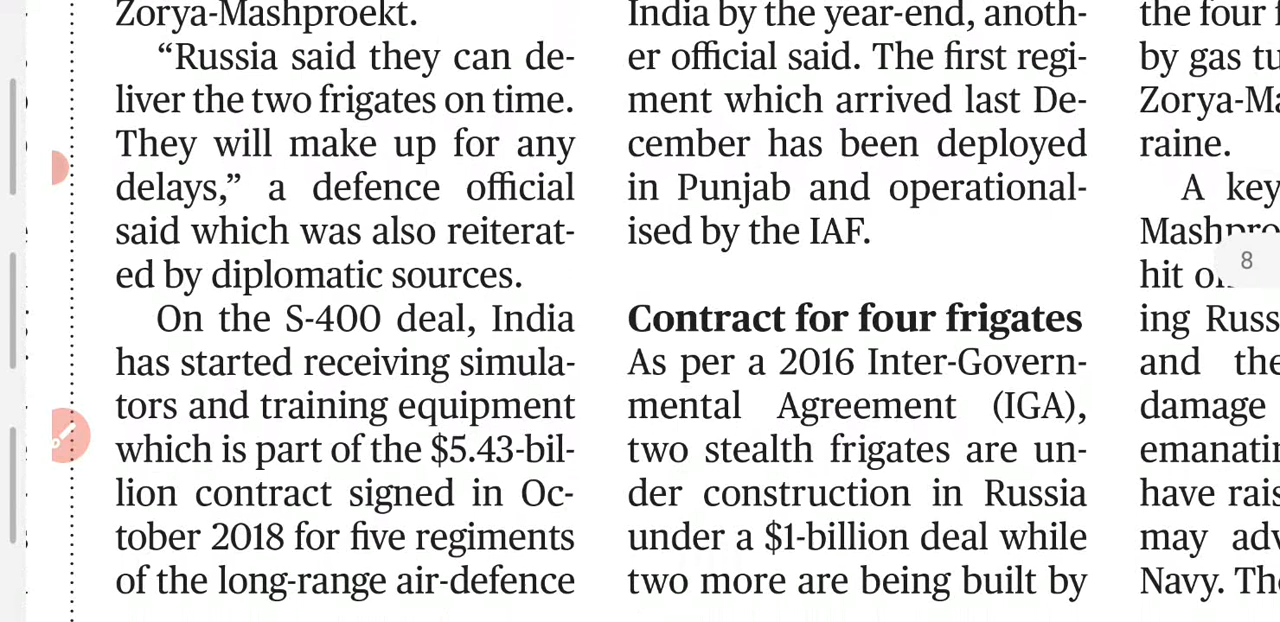 Zorya-Mashproekt.
“Russia said they can de-
liver the two frigates on time.
They will make up for any
delays,” a defence official
said which was also reiterat-
ed by diplomatic sources.
On the S-400 deal, India
has started receiving simula-
tors and training equipment
which is part of the $5.43-bil-
lion contract signed in Oc-
tober 2018 for five regiments
of the long-range air-defence
India by the year-end, anoth-
er official said. The first regi-
ment which arrived last De-
cember has been deployed
in Punjab and operational-
ised by the IAF.
Contract for four frigates
As per a 2016 Inter-Govern-
mental Agreement (IGA),
two stealth frigates are un-
der construction in Russia
under a $1-billion deal while
two more are being built by
the four
by gas tu
Zorya-Ma
raine.
A key
Mashpro
hit
ing Russ
and the
damage
emanatin
have rais
may adv
Navy. The
8